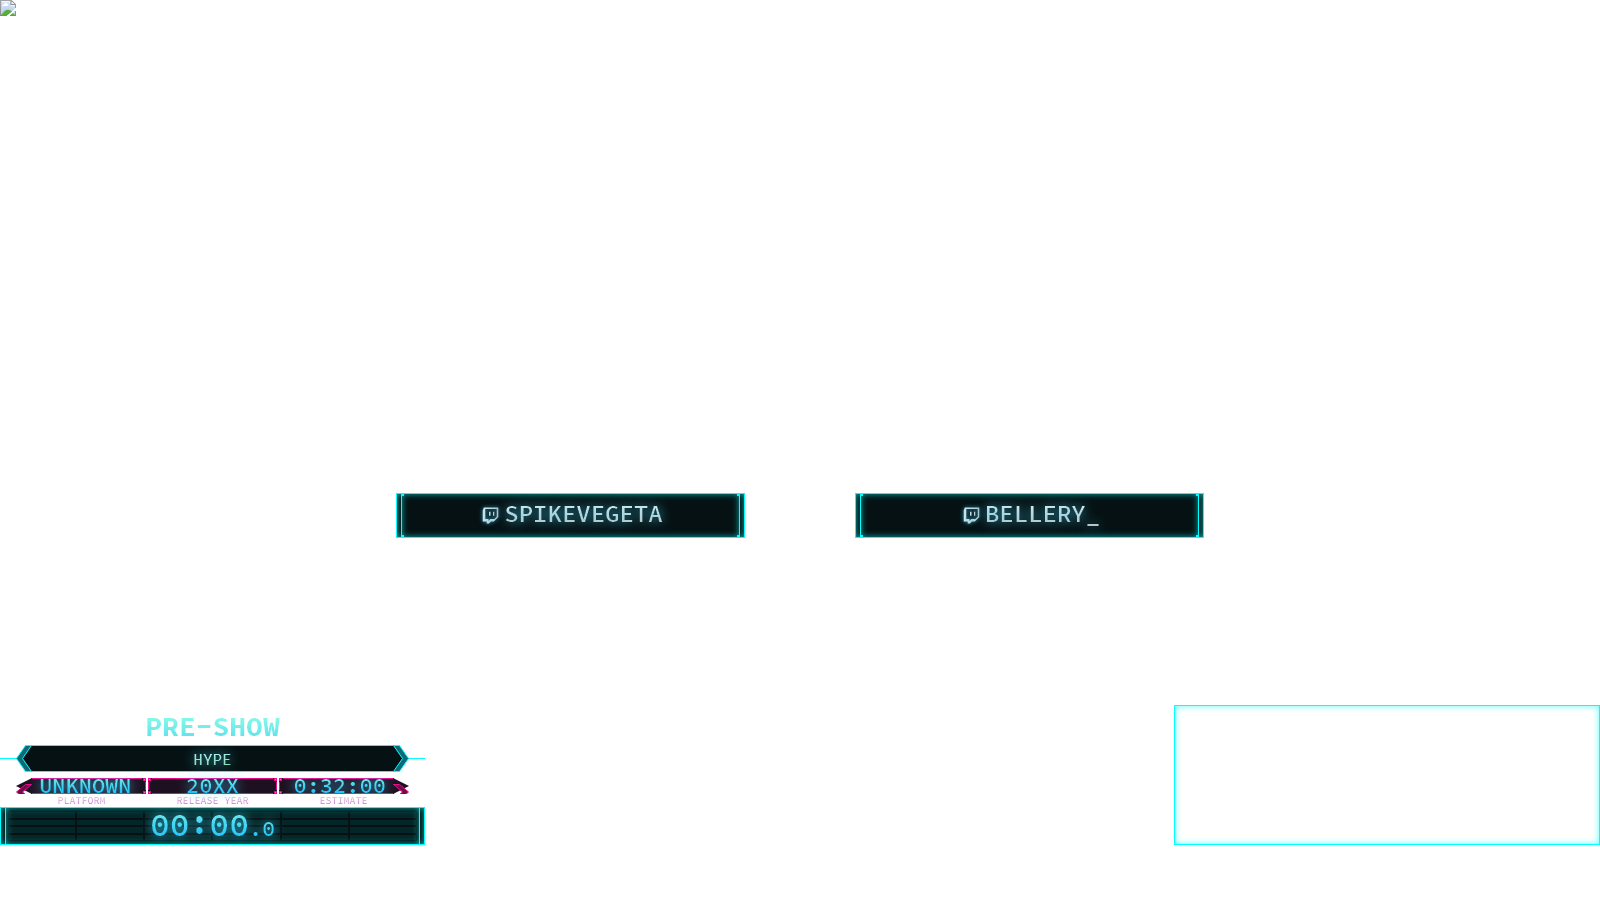 SPIKEVEGETA
BELLERY_
PRE-SHOW
HYPE
UNKNOWN 20XX 0:32:00
PLATFORM RELEASE YEAR ESTIMATE
00:00.0